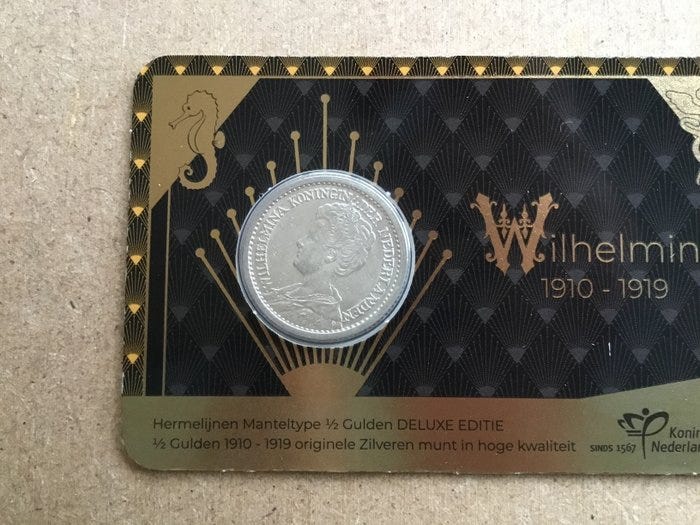 WILHELMINA KONINGIN DER NEDERLANDEN
Wilhelmin
1910 - 1919
Hermelijnen Manteltype ½ Gulden DELUXE EDITIE
½ Gulden 1910 - 1919 originele Zilveren munt in hoge kwaliteit
SINDS 1567
Konin
Nederlan